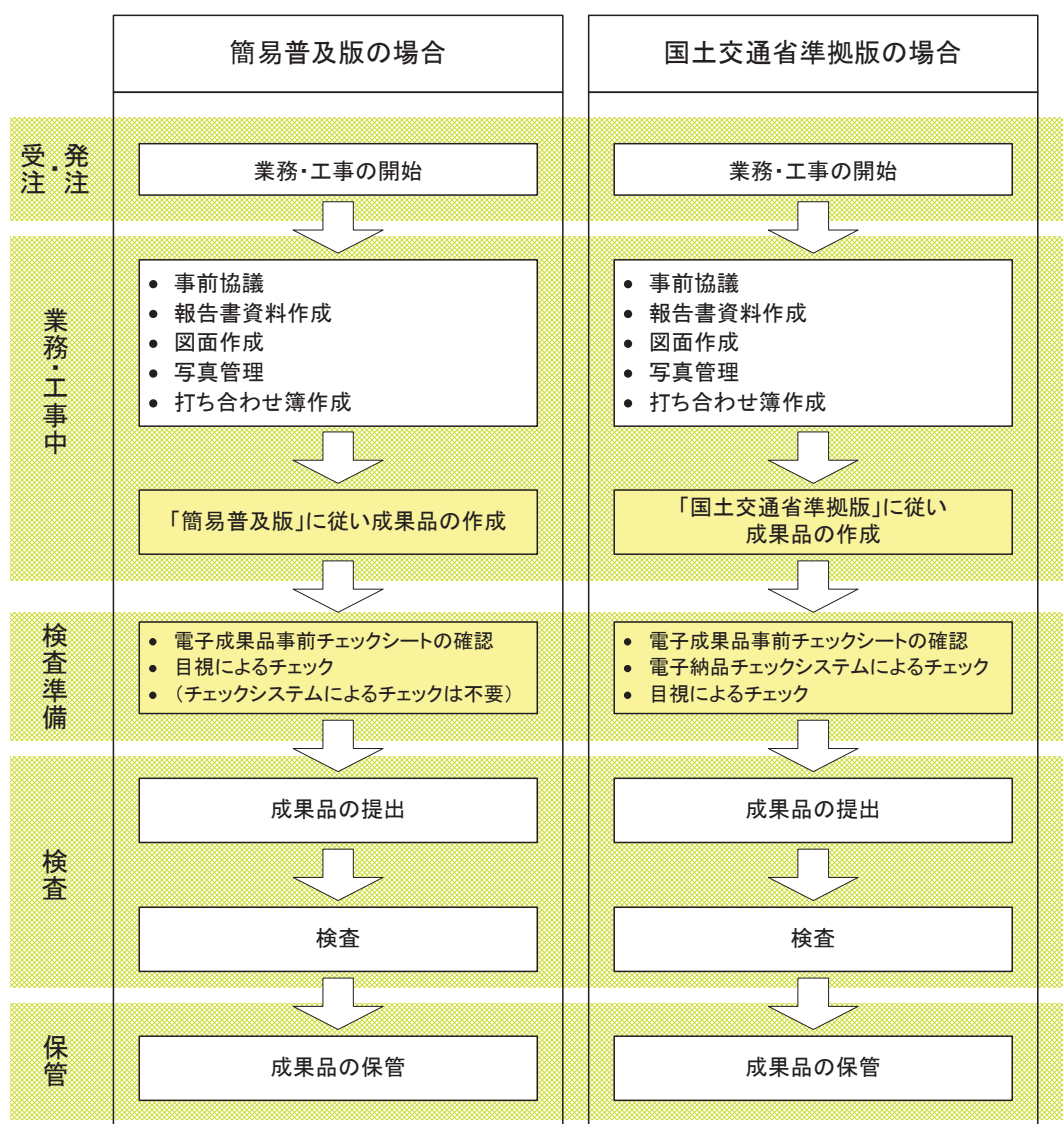 簡易普及版の場合
国土交通省準拠版の場合
受注・発注
業務・工事の開始
業務・工事の開始
業務・工事中
• 事前協議
• 報告書資料作成
• 図面作成
• 写真管理
• 打ち合わせ簿作成
• 事前協議
• 報告書資料作成
• 図面作成
• 写真管理
• 打ち合わせ簿作成
「簡易普及版」に従い成果品の作成
「国土交通省準拠版」に従い
成果品の作成
検査準備
• 電子成果品事前チェックシートの確認
• 目視によるチェック
• （チェックシステムによるチェックは不要）
• 電子成果品事前チェックシートの確認
• 電子納品チェックシステムによるチェック
• 目視によるチェック
検査
成果品の提出
成果品の提出
検査
検査
保管
成果品の保管
成果品の保管